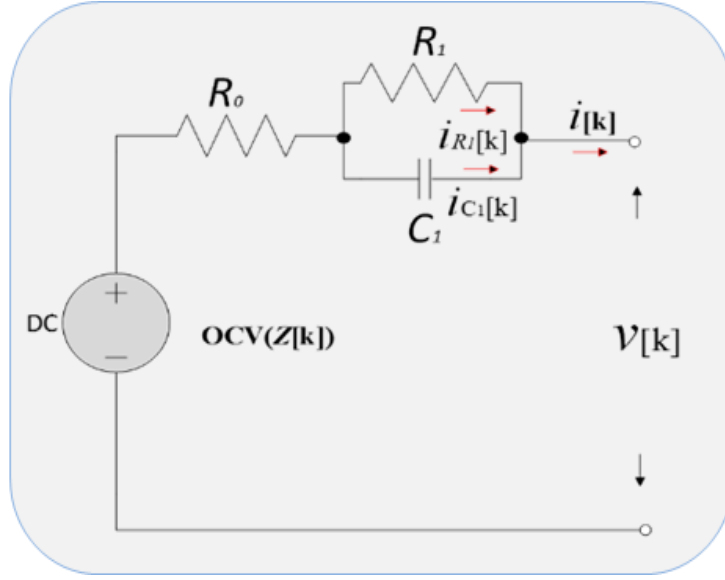 R₁
R₀
i[k]
iR1[k]
iC1[k]
C₁
+
DC
OCV(Z[k])
v[k]
−